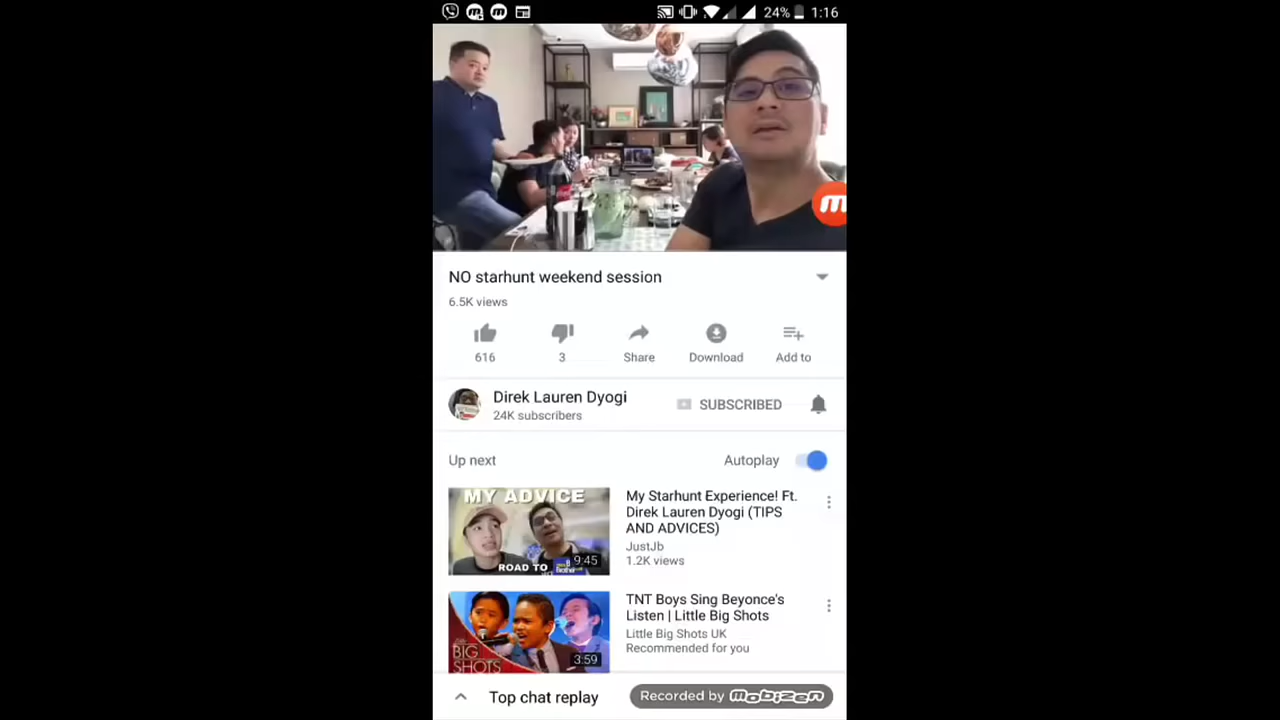 24% 1:16
NO starhunt weekend session
6.5K views
616
3
Share
Download
Add to
Direk Lauren Dyogi
24K subscribers
SUBSCRIBED
Up next
Autoplay
MY ADVICE
ROAD TO
9:45
My Starhunt Experience! Ft.
Direk Lauren Dyogi (TIPS
AND ADVICES)
JustJb
1.2K views
BIG
SHOTS
3:59
TNT Boys Sing Beyonce's
Listen | Little Big Shots
Little Big Shots UK
Recommended for you
Top chat replay
Recorded by mobizen